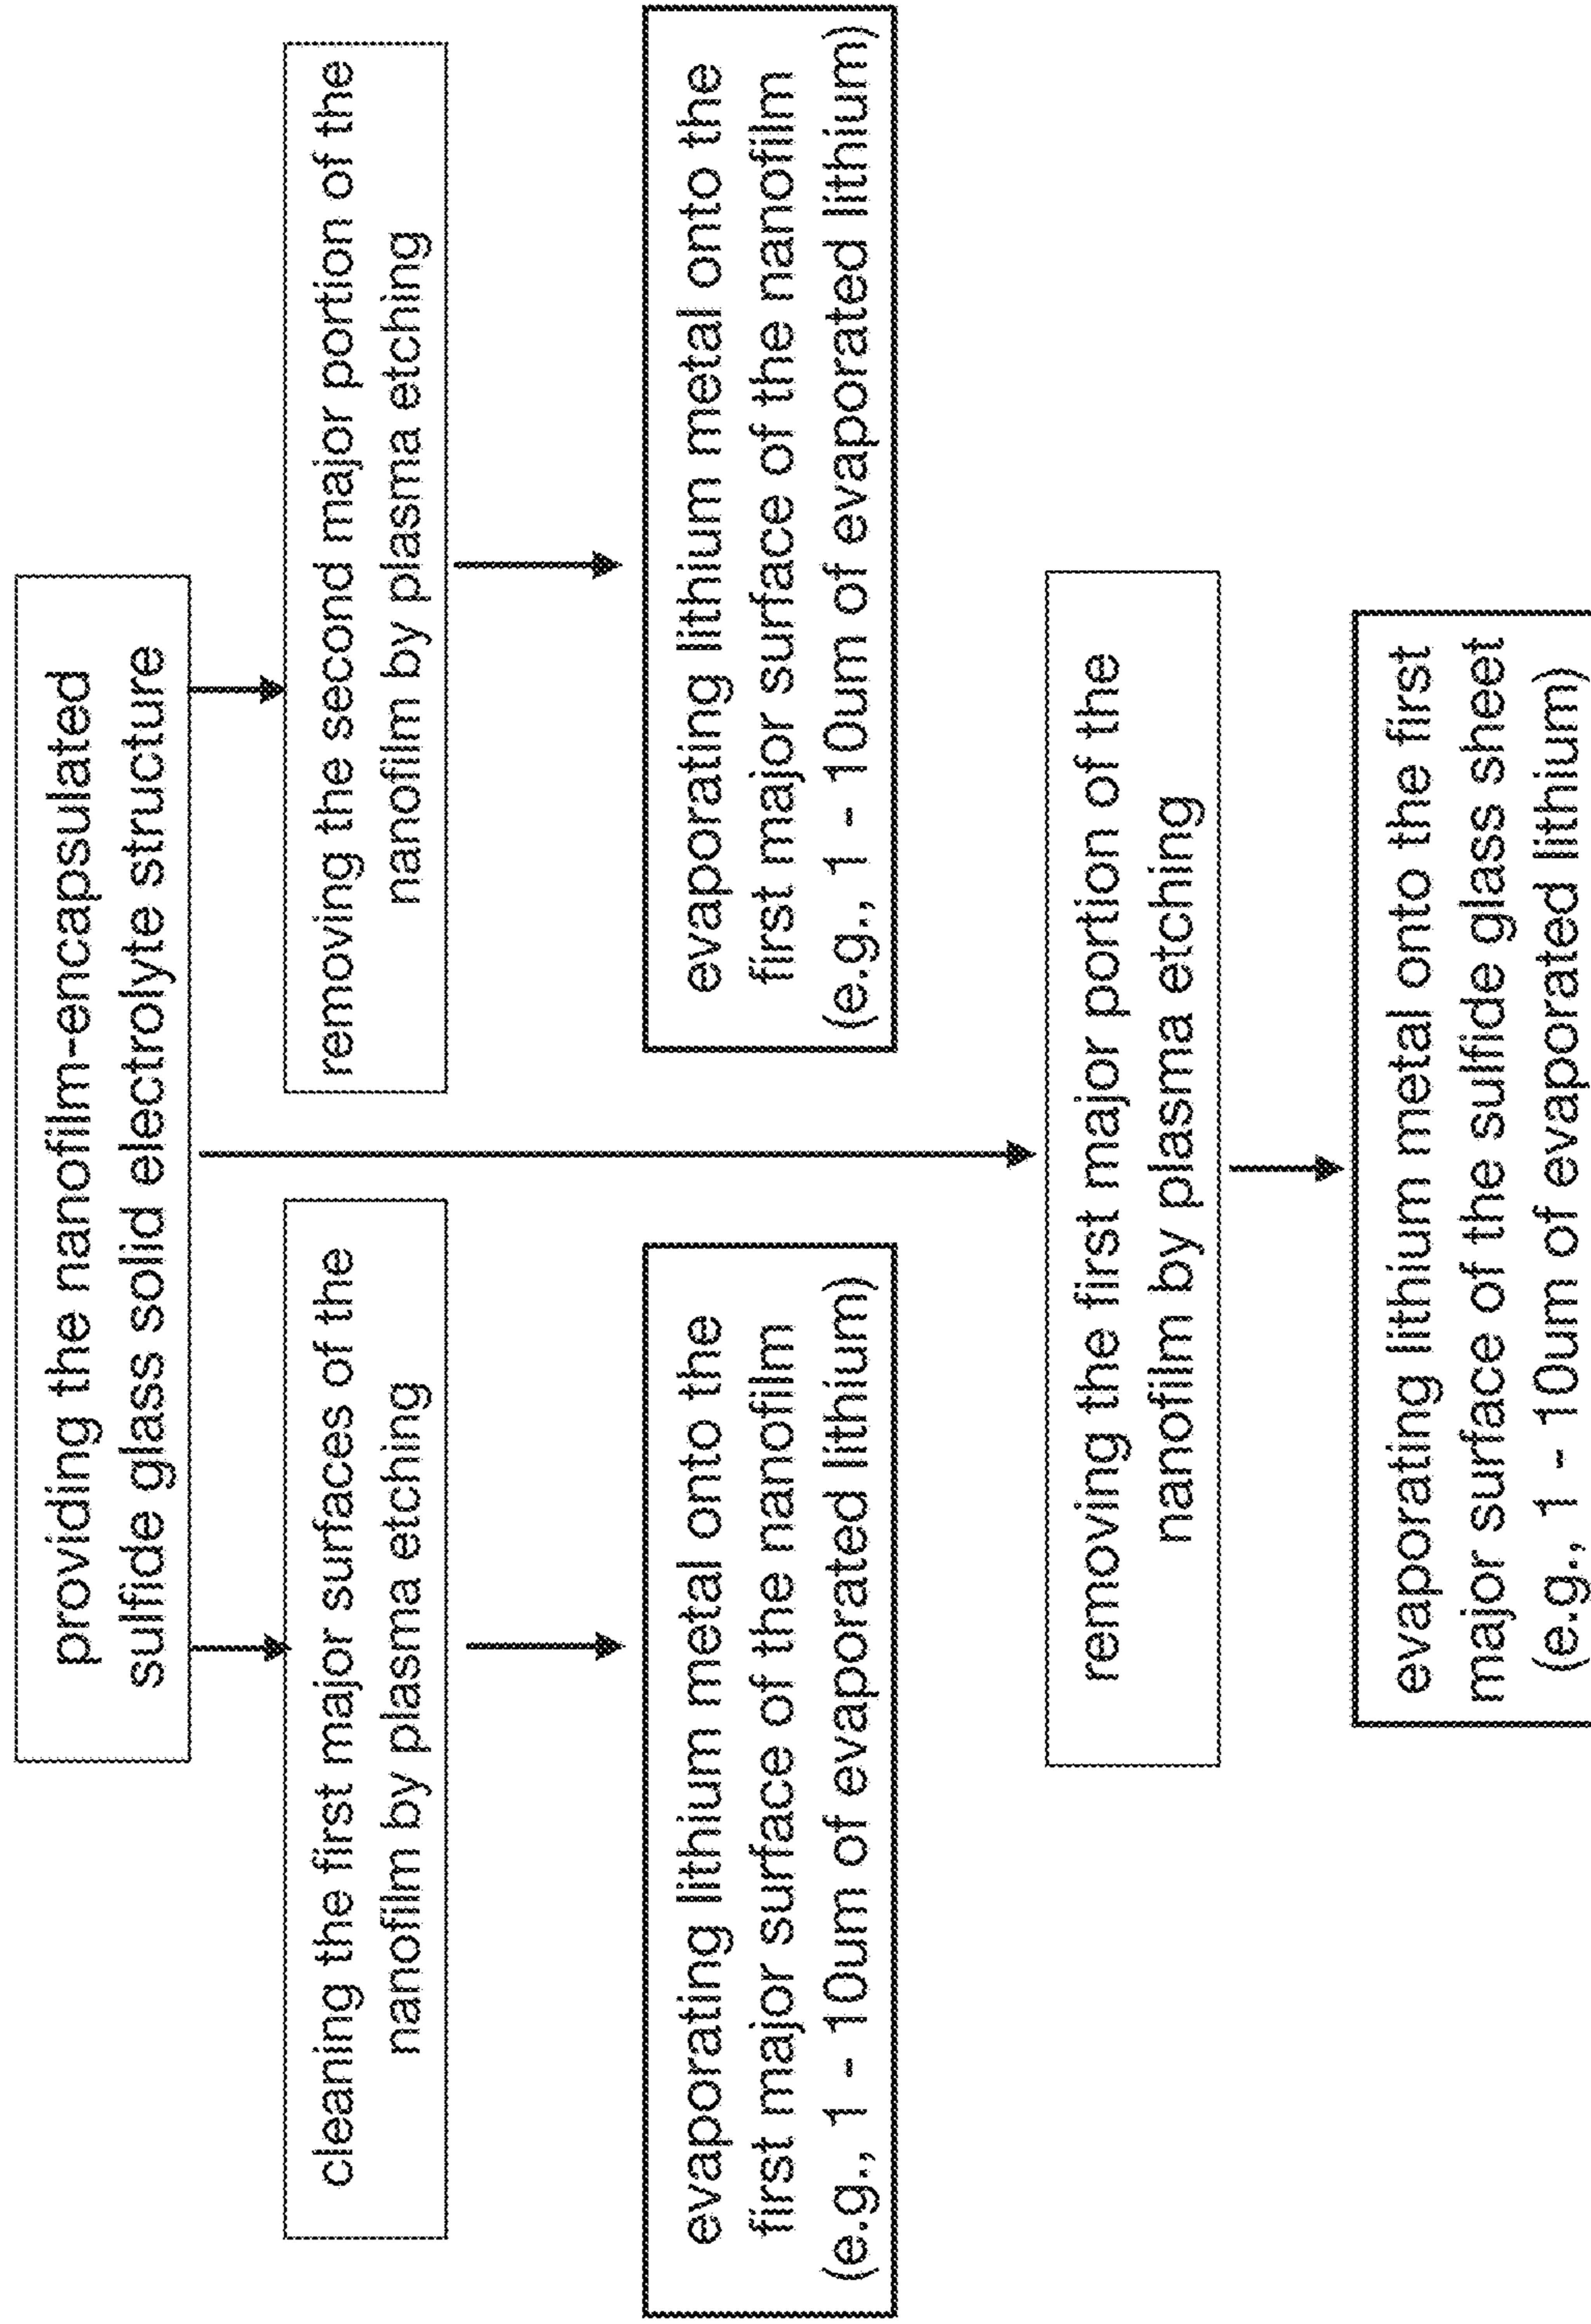 providing the nanofilm-encapsulated
sulfide glass solid electrolyte structure
cleaning the first major surfaces of the
nanofilm by plasma etching
removing the second major portion of the
nanofilm by plasma etching
evaporating lithium metal onto the
first major surface of the nanofilm
(e.g., 1 - 10um of evaporated lithium)
evaporating lithium metal onto the
first major surface of the nanofilm
(e.g., 1 - 10um of evaporated lithium)
removing the first major portion of the
nanofilm by plasma etching
evaporating lithium metal onto the first
major surface of the sulfide glass sheet
(e.g., 1 - 10um of evaporated lithium)